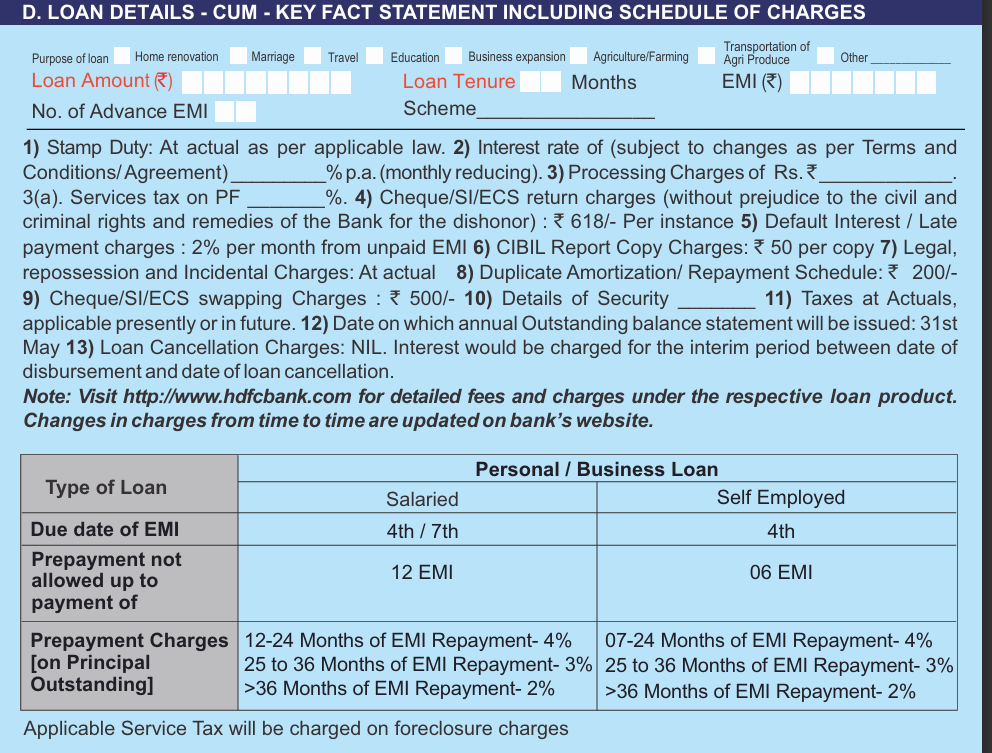 D. LOAN DETAILS - CUM - KEY FACT STATEMENT INCLUDING SCHEDULE OF CHARGES
Purpose of loan Home renovation Marriage Travel Education Business expansion Agriculture/Farming Transportation of Agri Produce Other ____________
Loan Amount (₹) Loan Tenure Months EMI (₹)
No. of Advance EMI Scheme________________
1) Stamp Duty: At actual as per applicable law. 2) Interest rate of (subject to changes as per Terms and
Conditions/ Agreement) _________% p.a. (monthly reducing). 3) Processing Charges of Rs. ₹_____________.
3(a). Services tax on PF _______%. 4) Cheque/SI/ECS return charges (without prejudice to the civil and
criminal rights and remedies of the Bank for the dishonor) : ₹ 618/- Per instance 5) Default Interest / Late
payment charges : 2% per month from unpaid EMI 6) CIBIL Report Copy Charges: ₹ 50 per copy 7) Legal,
repossession and Incidental Charges: At actual 8) Duplicate Amortization/ Repayment Schedule: ₹ 200/-
9) Cheque/SI/ECS swapping Charges : ₹ 500/- 10) Details of Security _______ 11) Taxes at Actuals,
applicable presently or in future. 12) Date on which annual Outstanding balance statement will be issued: 31st
May 13) Loan Cancellation Charges: NIL. Interest would be charged for the interim period between date of
disbursement and date of loan cancellation.
Note: Visit http://www.hdfcbank.com for detailed fees and charges under the respective loan product.
Changes in charges from time to time are updated on bank's website.
Type of Loan
Personal / Business Loan
Salaried Self Employed
Due date of EMI 4th / 7th 4th
Prepayment not
allowed up to
payment of
12 EMI 06 EMI
Prepayment Charges
[on Principal
Outstanding]
12-24 Months of EMI Repayment- 4%
25 to 36 Months of EMI Repayment- 3%
>36 Months of EMI Repayment- 2%
07-24 Months of EMI Repayment- 4%
25 to 36 Months of EMI Repayment- 3%
>36 Months of EMI Repayment- 2%
Applicable Service Tax will be charged on foreclosure charges